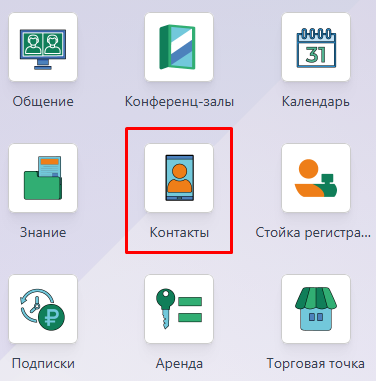 Общение
Конференц-залы
31
Календарь
Знание
Контакты
Стойка регистра...
₽
Подписки
Аренда
Торговая точка